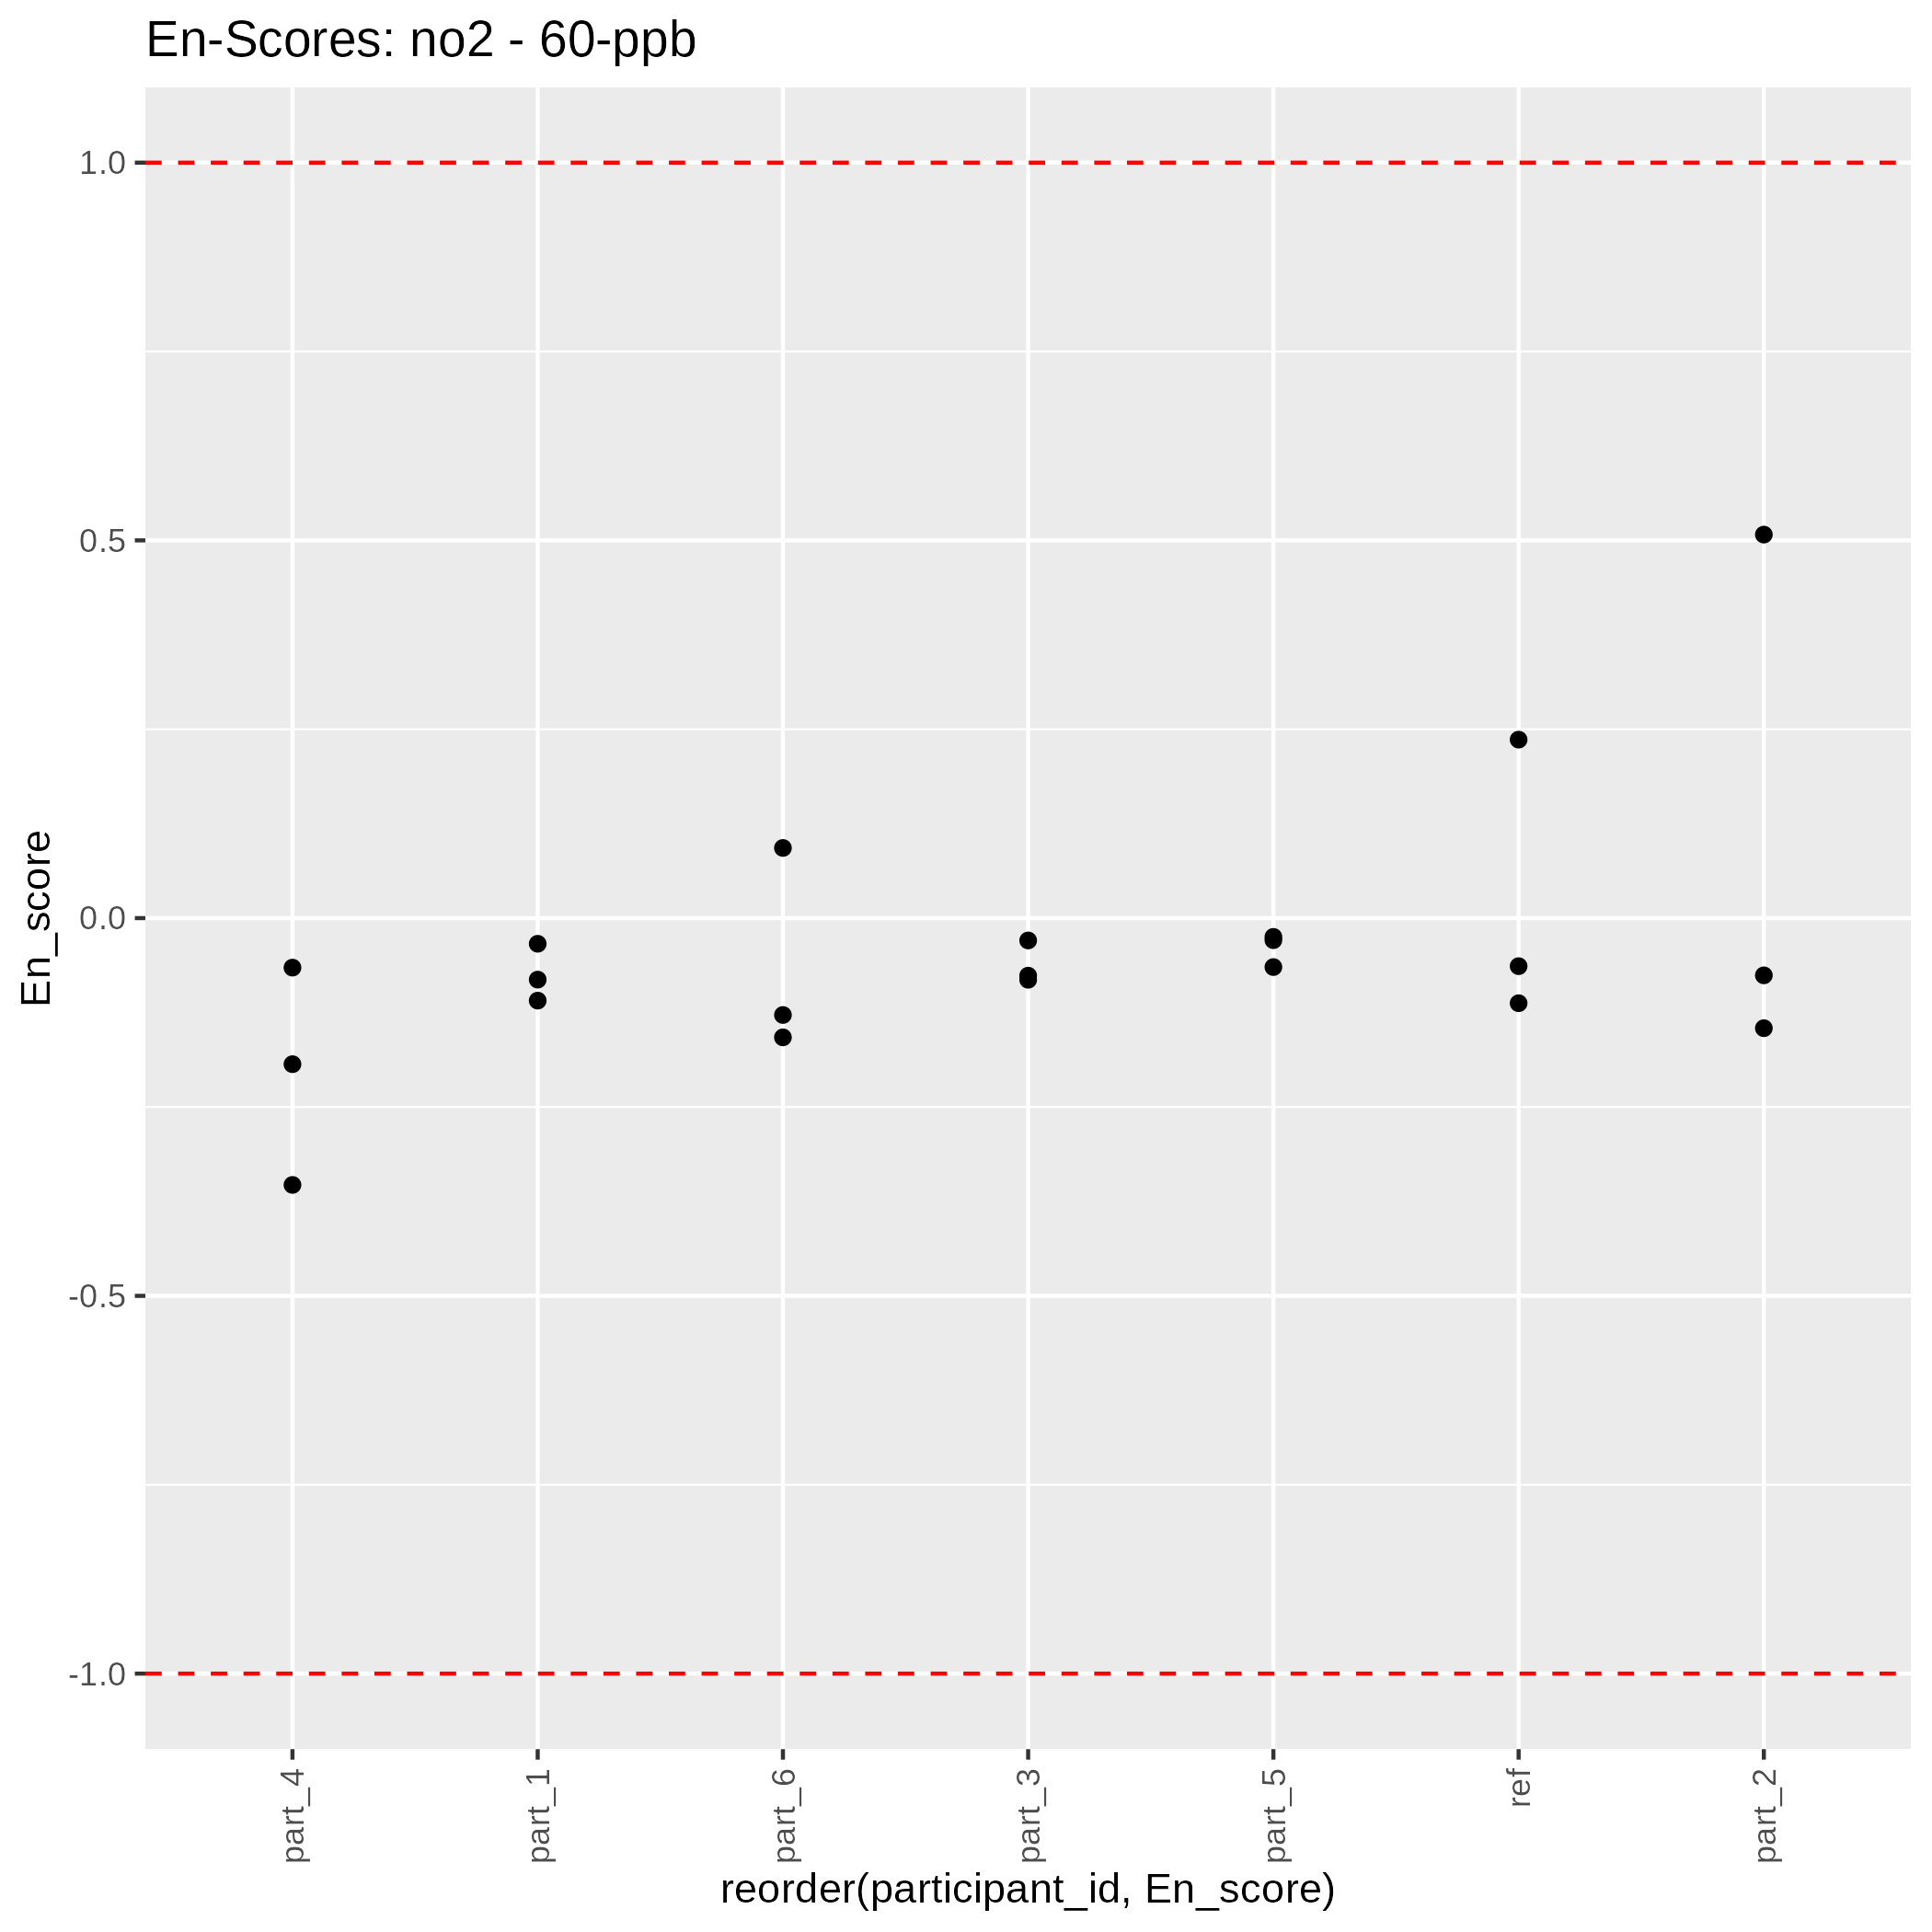 En-Scores: no2 - 60-ppb
En_score
1.0
0.5
0.0
-0.5
-1.0
part_4
part_1
part_6
part_3
part_5
ref
part_2
reorder(participant_id, En_score)